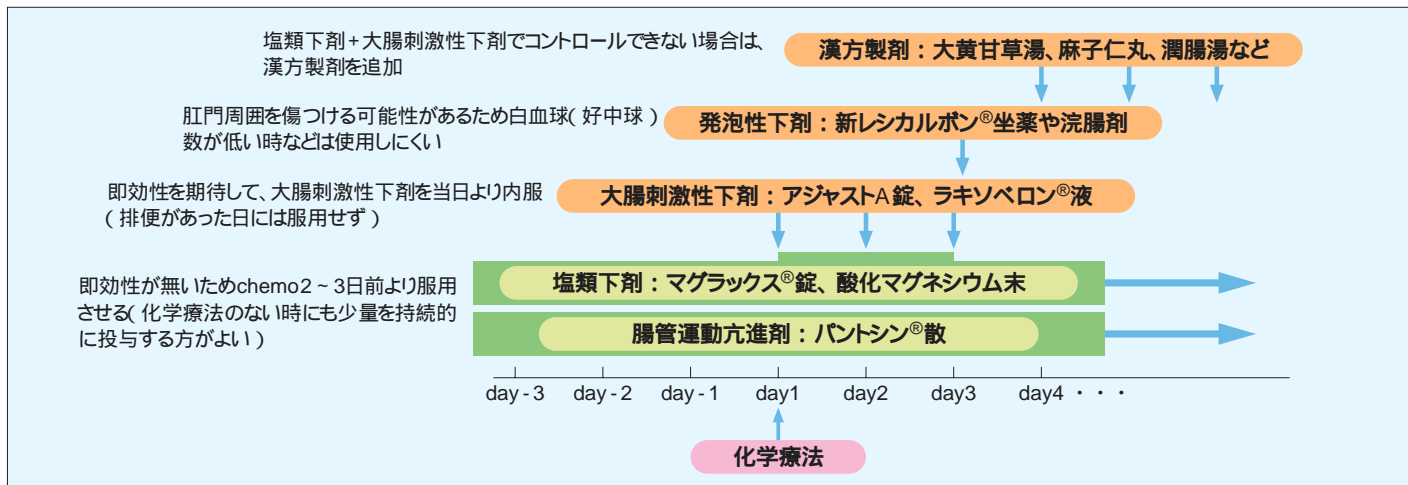 塩類下剤+大腸刺激性下剤でコントロールできない場合は、
漢方製剤を追加
漢方製剤：大黄甘草湯、麻子仁丸、潤腸湯など
肛門周囲を傷つける可能性があるため白血球(好中球)
数が低い時などは使用しにくい
発泡性下剤：新レシカルボン®坐薬や浣腸剤
即効性を期待して、大腸刺激性下剤を当日より内服
(排便があった日には服用せず)
大腸刺激性下剤：アジャストA錠、ラキソベロン®液
即効性が無いためchemo2~3日前より服用
させる(化学療法のない時にも少量を持続的
に投与する方がよい)
塩類下剤：マグラックス®錠、酸化マグネシウム末
腸管運動亢進剤：パントシン®散
day-3 day-2 day-1 day1 day2 day3 day4 ・・・
化学療法